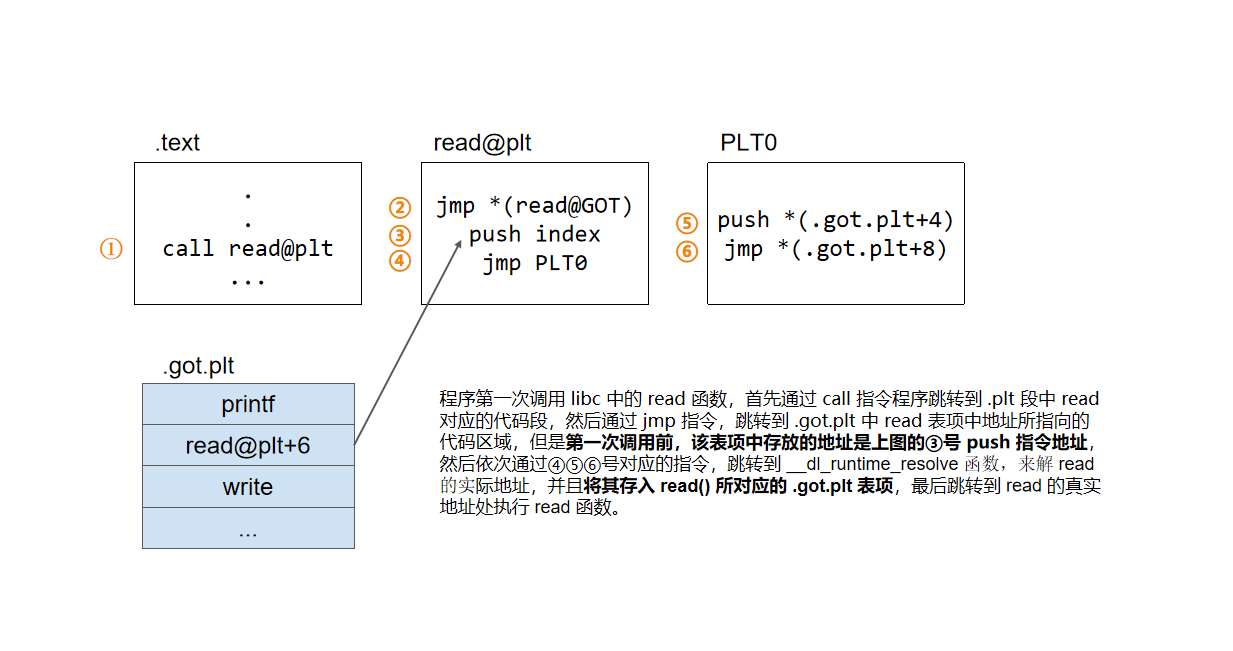 .text
.
.
① call read@plt
...
read@plt
② jmp *(read@GOT)
③ push index
④ jmp PLT0
PLT0
⑤ push *(.got.plt+4)
⑥ jmp *(.got.plt+8)
.got.plt
printf
read@plt+6
write
...
程序第一次调用 libc 中的 read 函数，首先通过 call 指令程序跳转到 .plt 段中 read
对应的代码段，然后通过 jmp 指令，跳转到 .got.plt 中 read 表项中地址所指向的
代码区域，但是第一次调用前，该表项中存放的地址是上图的③号 push 指令地址，
然后依次通过④⑤⑥号对应的指令，跳转到 __dl_runtime_resolve 函数，来解 read
的实际地址，并且将其存入 read() 所对应的 .got.plt 表项，最后跳转到 read 的真实
地址处执行 read 函数。